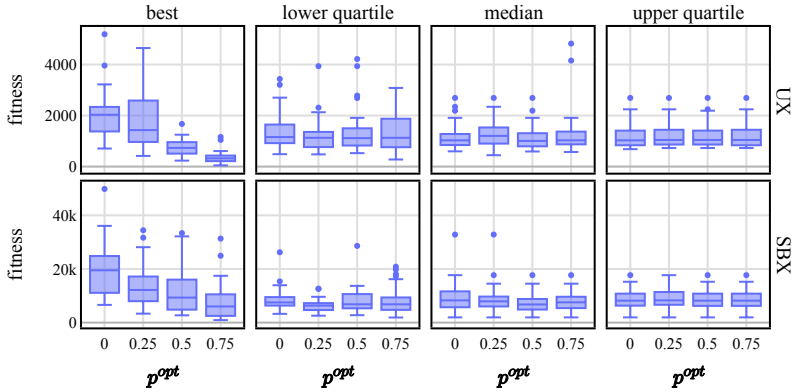 best lower quartile median upper quartile
fitness 4000 2000 0 UX
fitness 40k 20k 0 SBX
0 0.25 0.5 0.75 0 0.25 0.5 0.75 0 0.25 0.5 0.75 0 0.25 0.5 0.75
p^opt p^opt p^opt p^opt